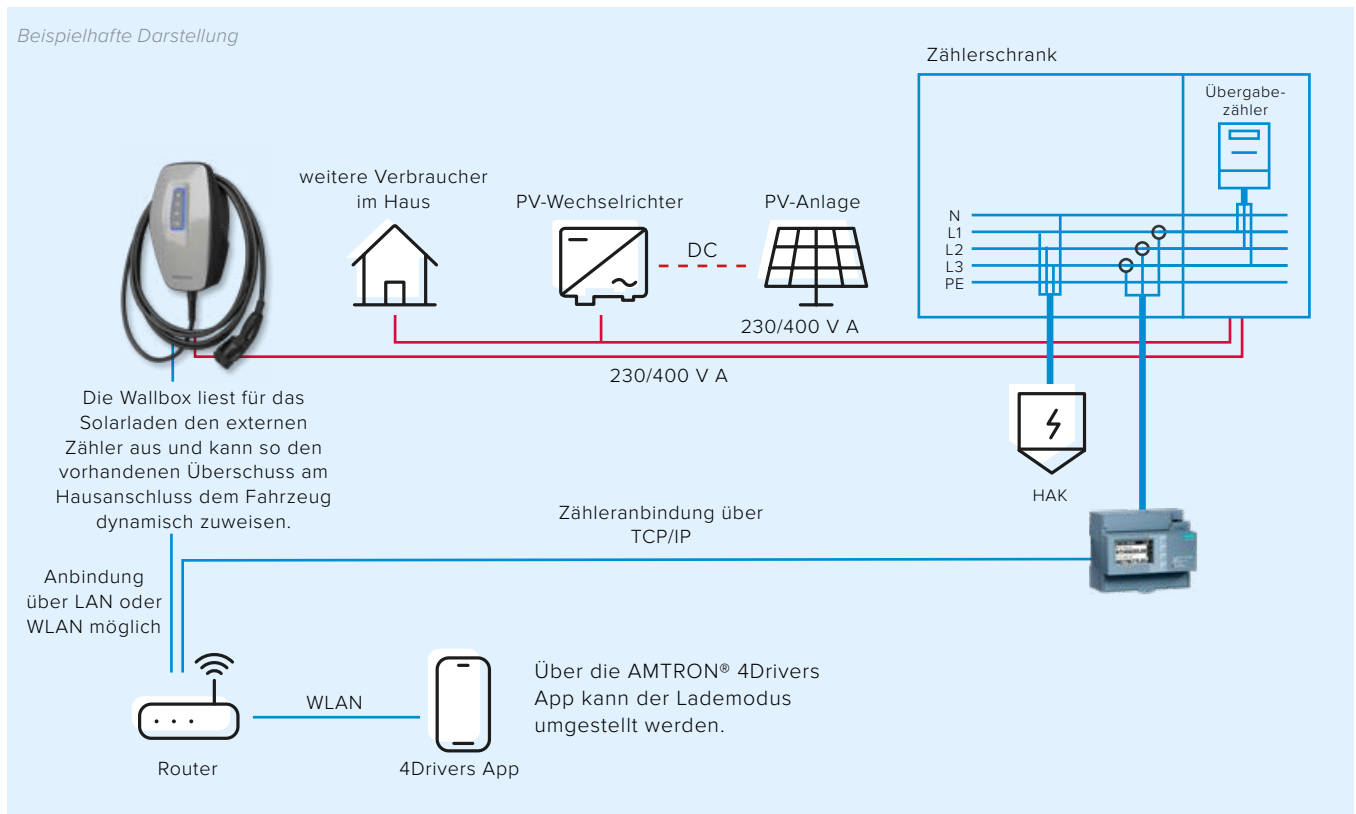 Beispielhafte Darstellung
Zählerschrank
Übergabe-
zähler
weitere Verbraucher
im Haus
PV-Wechselrichter
PV-Anlage
DC
N
L1
L2
L3
PE
230/400 V A
230/400 V A
Die Wallbox liest für das
Solarladen den externen
Zähler aus und kann so den
vorhandenen Überschuss am
Hausanschluss dem Fahrzeug
dynamisch zuweisen.
HAK
Zähleranbindung über
TCP/IP
Anbindung
über LAN oder
WLAN möglich
WLAN
Über die AMTRON® 4Drivers
App kann der Lademodus
umgestellt werden.
Router
4Drivers App